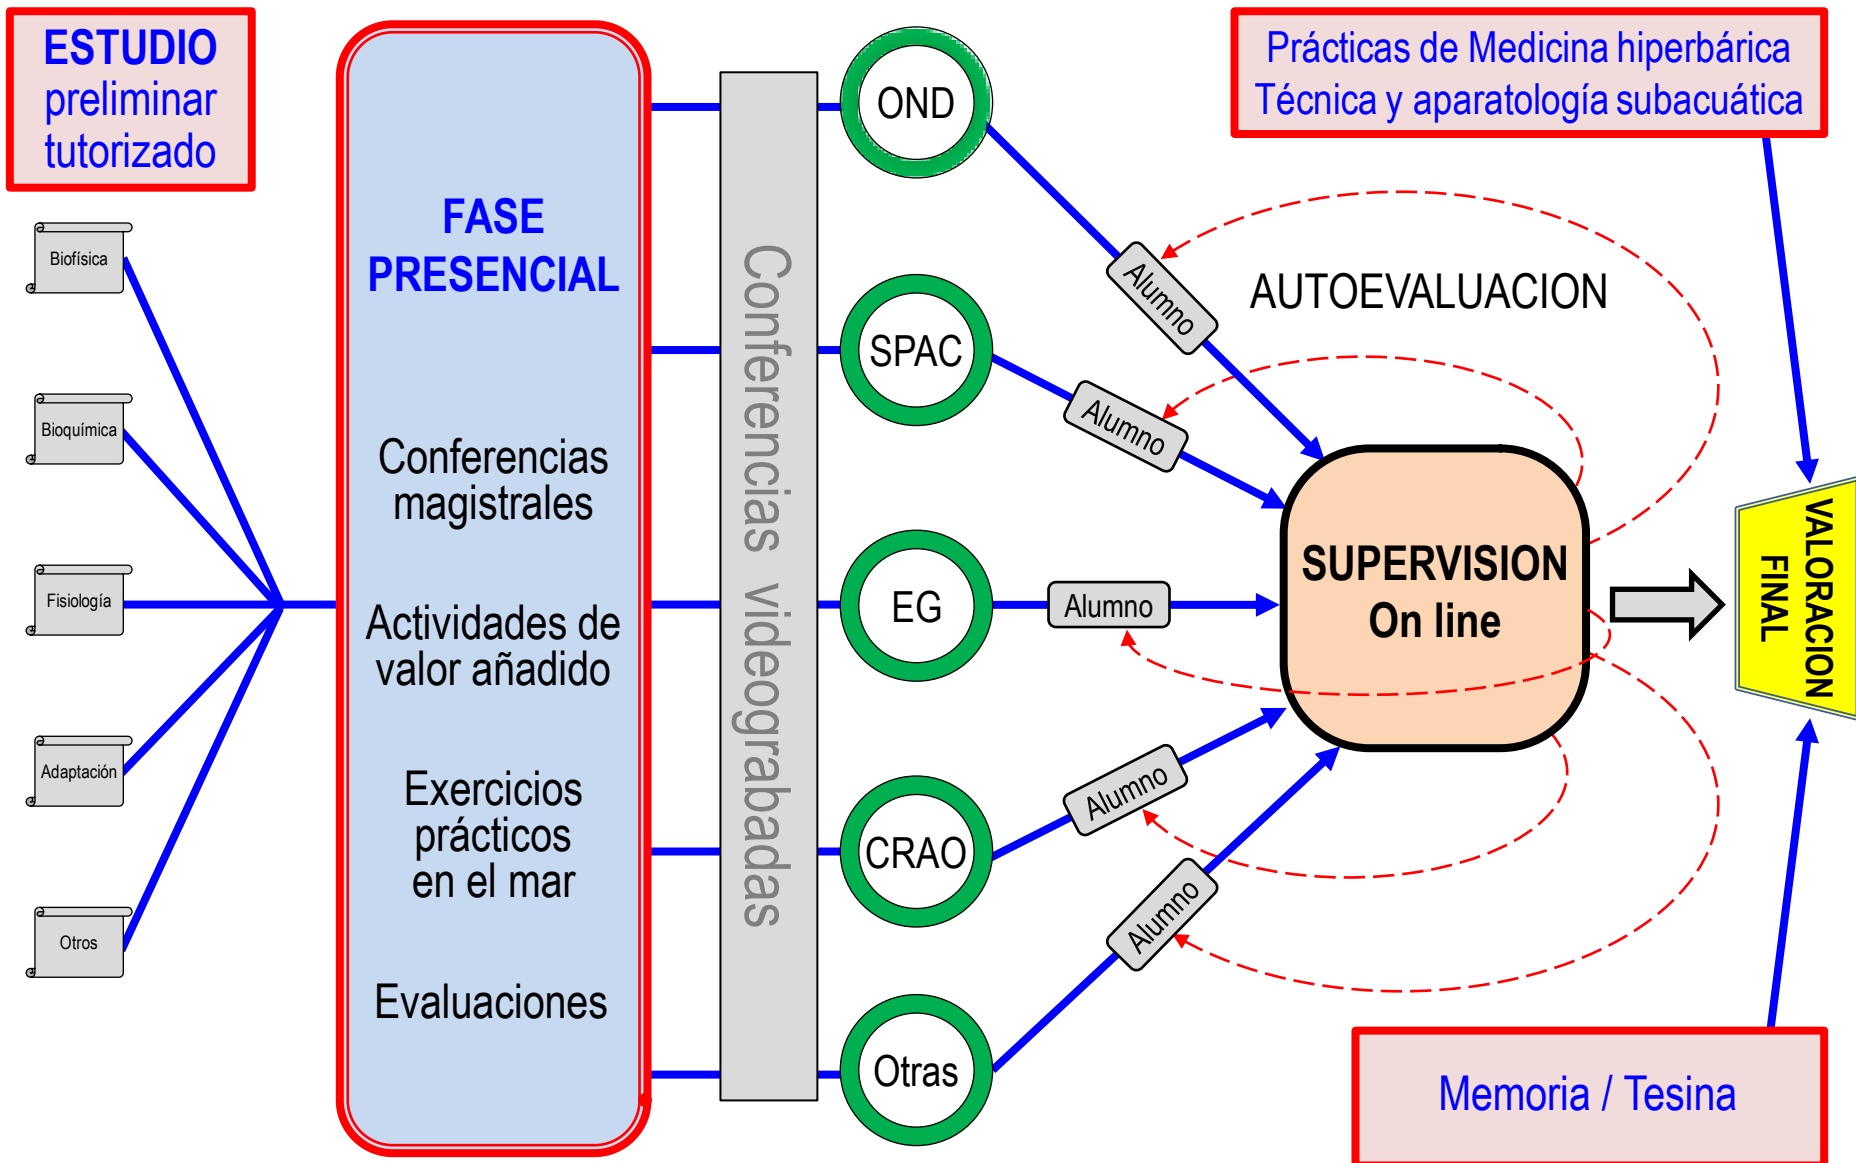 ESTUDIO
preliminar
tutorizado
Biofísica
Bioquímica
Fisiología
Adaptación
Otros
FASE
PRESENCIAL
Conferencias
magistrales
Actividades de
valor añadido
Exercicios
prácticos
en el mar
Evaluaciones
Conferencias videograbadas
OND
SPAC
EG
CRAO
Otras
Alumno
Alumno
Alumno
Alumno
Alumno
AUTOEVALUACION
SUPERVISION
On line
Prácticas de Medicina hiperbárica
Técnica y aparatología subacuática
VALORACION
FINAL
Memoria / Tesina